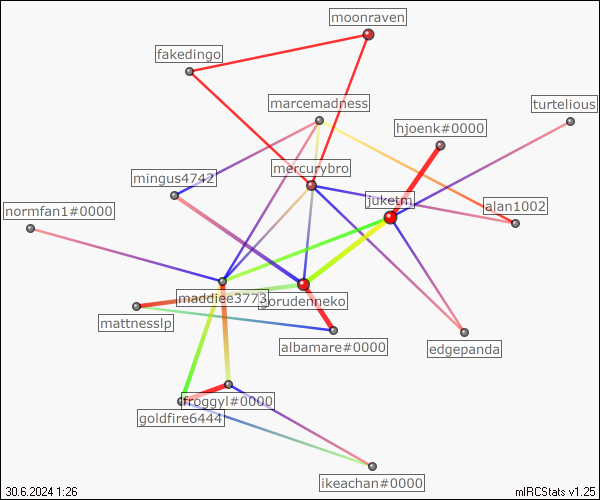 moonraven
fakedingo
marcemadness
turtelious
hjoenk#0000
mercurybro
mingus4742
juketm
alan1002
normfan1#0000
maddiee3773
gorudenneko
mattnesslp
albamare#0000
edgepanda
froggyl#0000
goldfire6444
ikeachan#0000
30.6.2024 1:26
mIRCStats v1.25